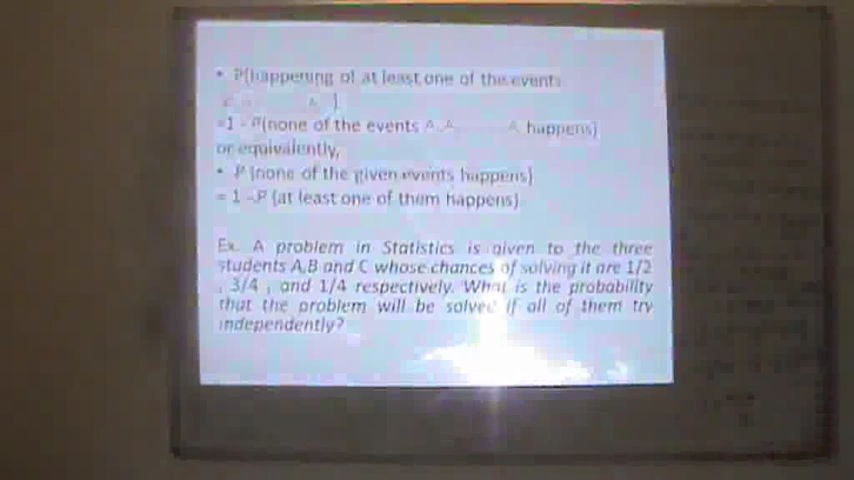 • P(happening of at least one of the events
A }
=1 - P(none of the events A, A A happens)
or equivalently,
• P {none of the given events happens}
= 1 - P {at least one of them happens}
Ex. A problem in Statistics is given to the three
students A,B and C whose chances of solving it are 1/2
, 3/4 , and 1/4 respectively. What is the probability
that the problem will be solved if all of them try
independently?